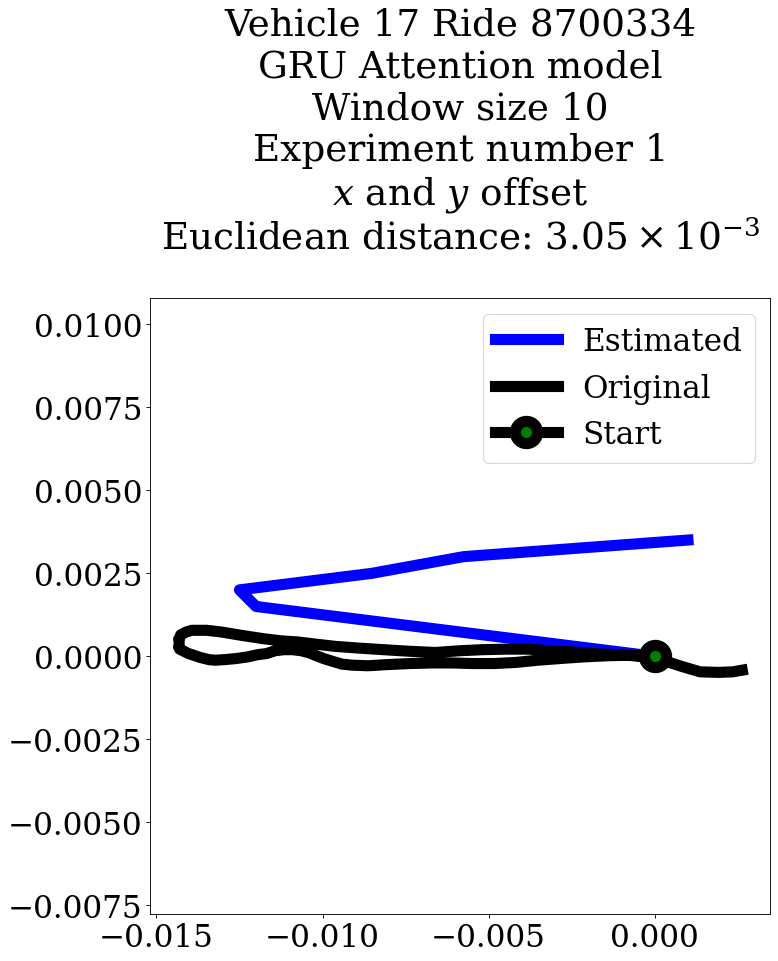 Vehicle 17 Ride 8700334
GRU Attention model
Window size 10
Experiment number 1
x and y offset
Euclidean distance: 3.05 × 10⁻³
Estimated
Original
Start
0.0100
0.0075
0.0050
0.0025
0.0000
−0.0025
−0.0050
−0.0075
−0.015
−0.010
−0.005
0.000